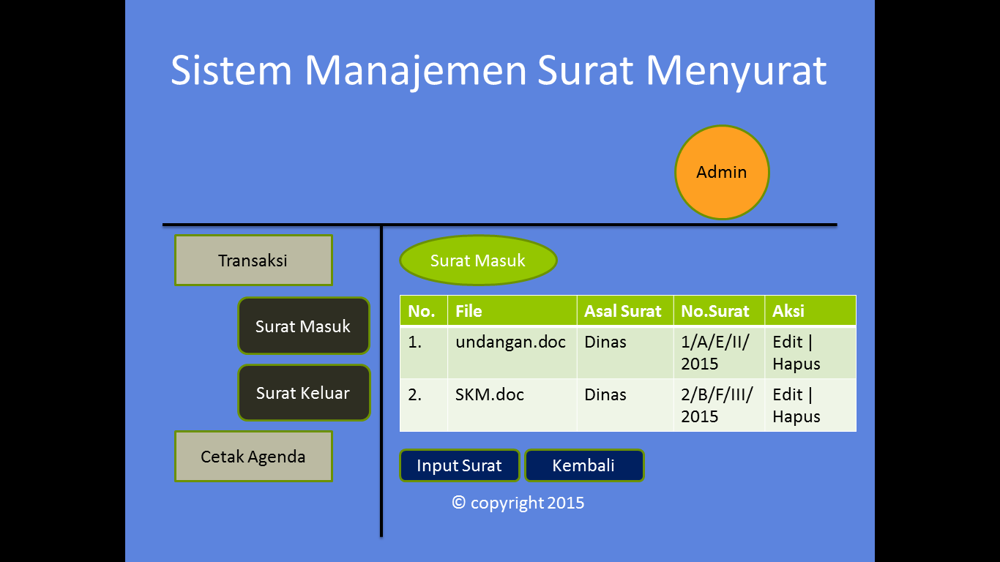 Sistem Manajemen Surat Menyurat
Admin
Transaksi
Surat Masuk
Surat Keluar
Cetak Agenda
Surat Masuk
No. File Asal Surat No.Surat Aksi
1. undangan.doc Dinas 1/A/E/II/ Edit |
2015 Hapus
2. SKM.doc Dinas 2/B/F/III/ Edit |
2015 Hapus
Input Surat Kembali
© copyright 2015